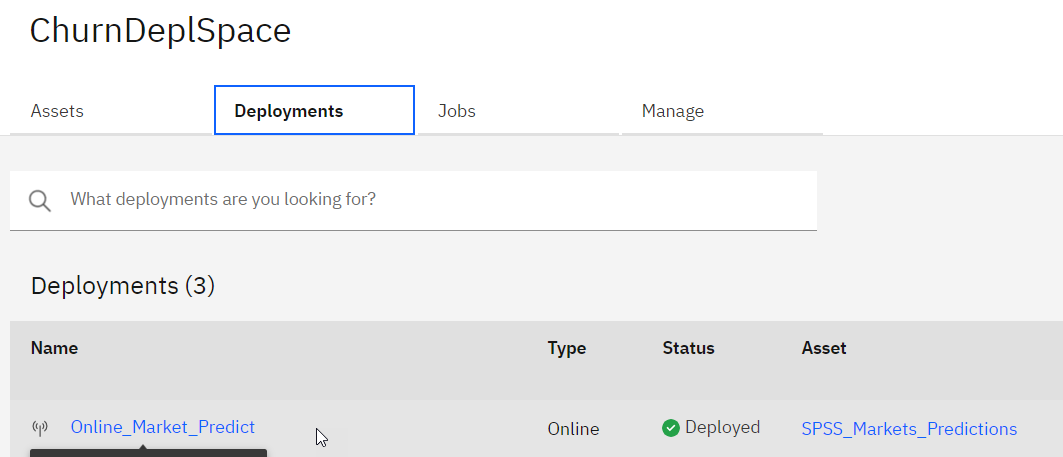 ChurnDeplSpace
Assets Deployments Jobs Manage
What deployments are you looking for?
Deployments (3)
Name Type Status Asset
Online_Market_Predict Online Deployed SPSS_Markets_Predictions